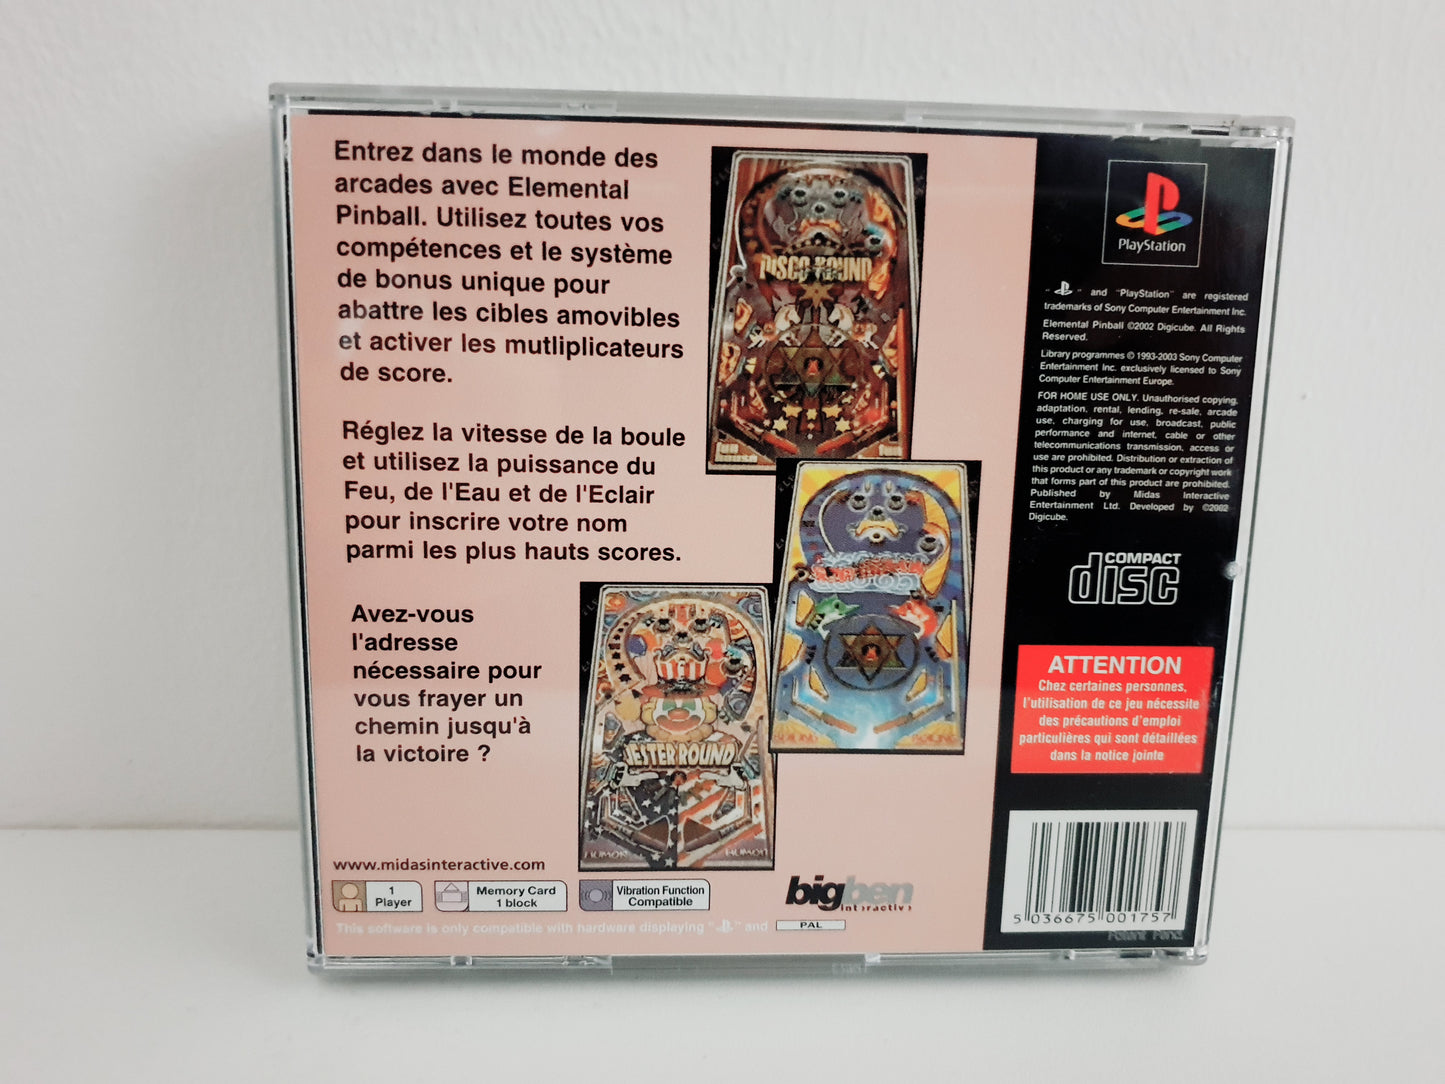 Entrez dans le monde des
arcades avec Elemental
Pinball. Utilisez toutes vos
compétences et le système
de bonus unique pour
abattre les cibles amovibles
et activer les mutliplicateurs
de score.
Réglez la vitesse de la boule
et utilisez la puissance du
Feu, de l'Eau et de l'Eclair
pour inscrire votre nom
parmi les plus hauts scores.
Avez-vous
l'adresse
nécessaire pour
vous frayer un
chemin jusqu'à
la victoire ?
DISCO ROUND
JESTER ROUND
HUMOR HUMOR
www.midasinteractive.com
1
Player
Memory Card
1 block
Vibration Function
Compatible
bigben
interactive
This software is only compatible with hardware displaying " " and PAL
PlayStation
" " and "PlayStation" are registered
trademarks of Sony Computer Entertainment Inc.
Elemental Pinball ©2002 Digicube. All Rights
Reserved.
Library programmes © 1993-2003 Sony Computer
Entertainment Inc. exclusively licensed to Sony
Computer Entertainment Europe.
FOR HOME USE ONLY. Unauthorised copying,
adaptation, rental, lending, re-sale, arcade
use, charging for use, broadcast, public
performance and internet, cable or other
telecommunications transmission, access or
use are prohibited. Distribution or extraction of
this product or any trademark or copyright work
that forms part of this product are prohibited.
Published by Midas Interactive
Entertainment Ltd. Developed by ©2002
Digicube.
COMPACT
disc
ATTENTION
Chez certaines personnes,
l'utilisation de ce jeu nécessite
des précautions d'emploi
particulières qui sont détaillées
dans la notice jointe
5 036675 001757